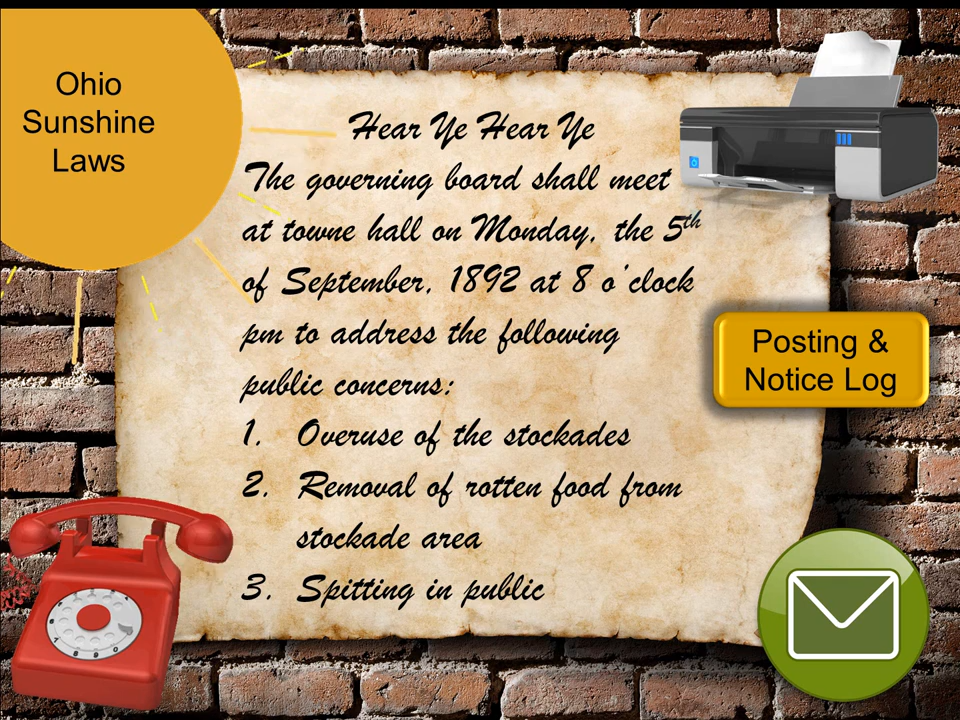 Ohio
Sunshine
Laws
Hear Ye Hear Ye
The governing board shall meet
at towne hall on Monday, the 5th
of September, 1892 at 8 o'clock
pm to address the following
public concerns:
1. Overuse of the stockades
2. Removal of rotten food from
stockade area
3. Spitting in public
Posting &
Notice Log